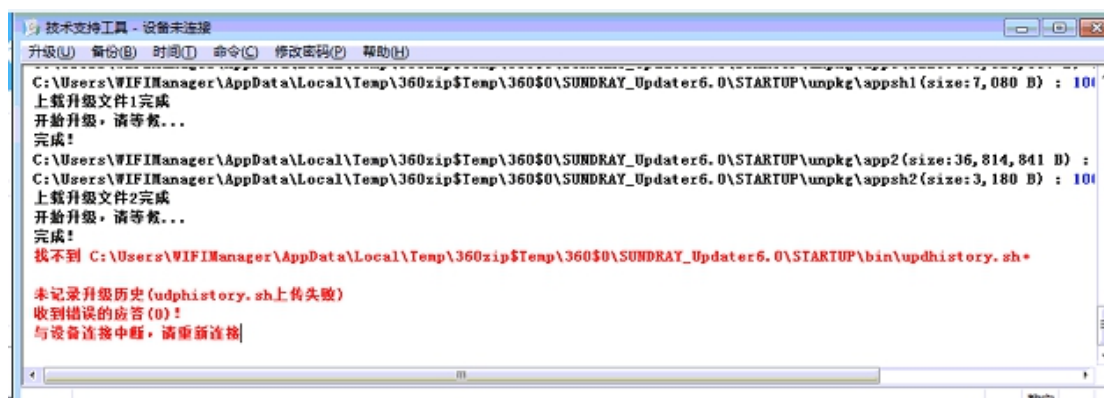 技术支持工具 - 设备未连接
升级(U) 备份(B) 时间(T) 命令(C) 修改密码(P) 帮助(H)
C:\Users\WIFIManager\AppData\Local\Temp\360zip$Temp\360$0\SUNDRAY_Updater6.0\STARTUP\unpkg\appsh1(size:7,080 B) : 100
上载升级文件1完成
开始升级，请等候...
完成!
C:\Users\WIFIManager\AppData\Local\Temp\360zip$Temp\360$0\SUNDRAY_Updater6.0\STARTUP\unpkg\app2(size:36,814,841 B) :
C:\Users\WIFIManager\AppData\Local\Temp\360zip$Temp\360$0\SUNDRAY_Updater6.0\STARTUP\unpkg\appsh2(size:3,180 B) : 100
上载升级文件2完成
开始升级，请等候...
完成!
找不到 C:\Users\WIFIManager\AppData\Local\Temp\360zip$Temp\360$0\SUNDRAY_Updater6.0\STARTUP\bin\updhistory.sh*
未记录升级历史(udphistory.sh上传失败)
收到错误的应答(0)!
与设备连接中断，请重新连接